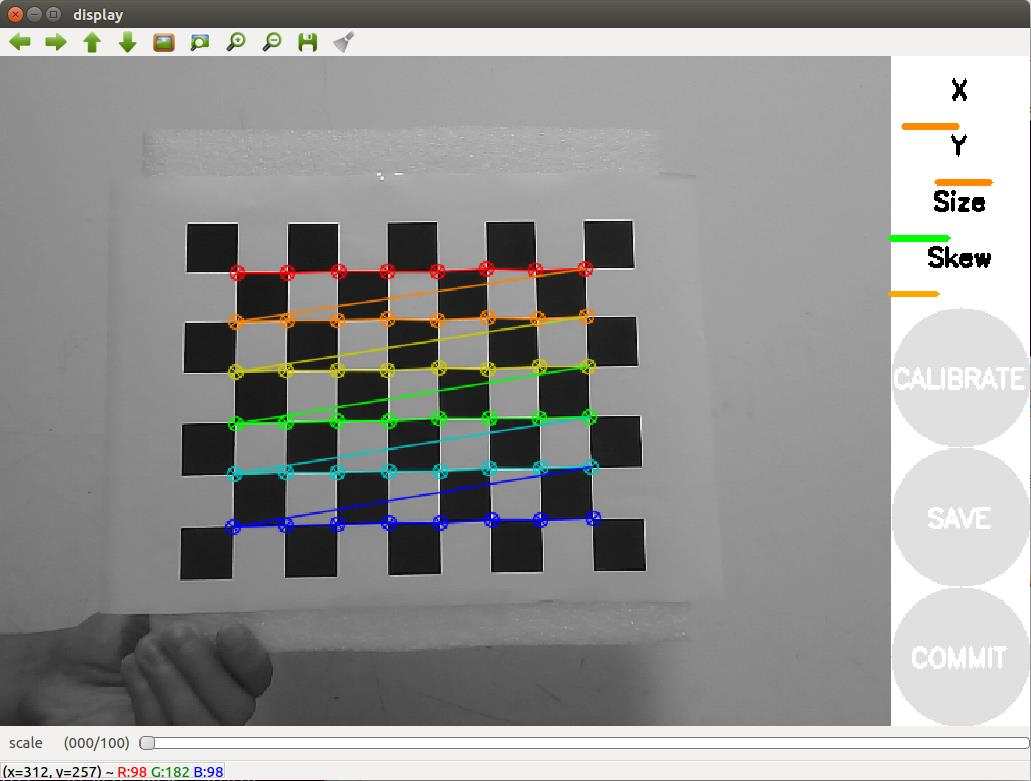 display
X
Y
Size
Skew
CALIBRATE
SAVE
COMMIT
scale (000/100)
(x=312, y=257) ~ R:98 G:182 B:98